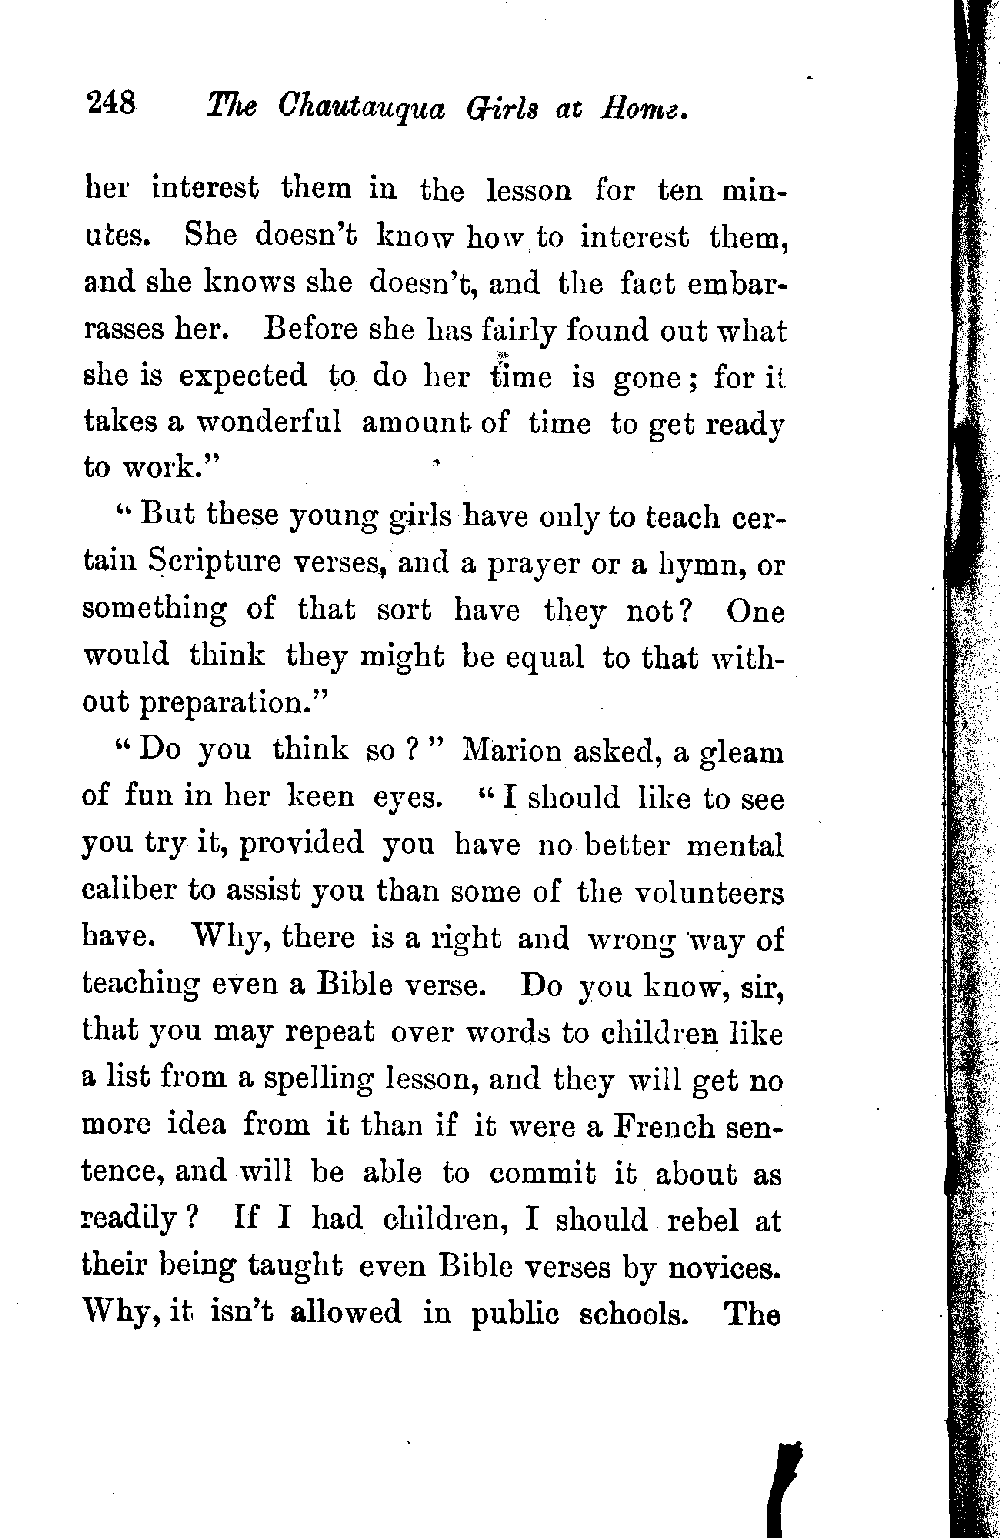 248 The Chautauqua Girls at Home.
her interest them in the lesson for ten min-
utes. She doesn't know how to interest them,
and she knows she doesn't, and the fact embar-
rasses her. Before she has fairly found out what
she is expected to do her time is gone; for it
takes a wonderful amount of time to get ready
to work."
"But these young girls have only to teach cer-
tain Scripture verses, and a prayer or a hymn, or
something of that sort have they not? One
would think they might be equal to that with-
out preparation."
"Do you think so?" Marion asked, a gleam
of fun in her keen eyes. "I should like to see
you try it, provided you have no better mental
caliber to assist you than some of the volunteers
have. Why, there is a right and wrong way of
teaching even a Bible verse. Do you know, sir,
that you may repeat over words to children like
a list from a spelling lesson, and they will get no
more idea from it than if it were a French sen-
tence, and will be able to commit it about as
readily? If I had children, I should rebel at
their being taught even Bible verses by novices.
Why, it isn't allowed in public schools. The